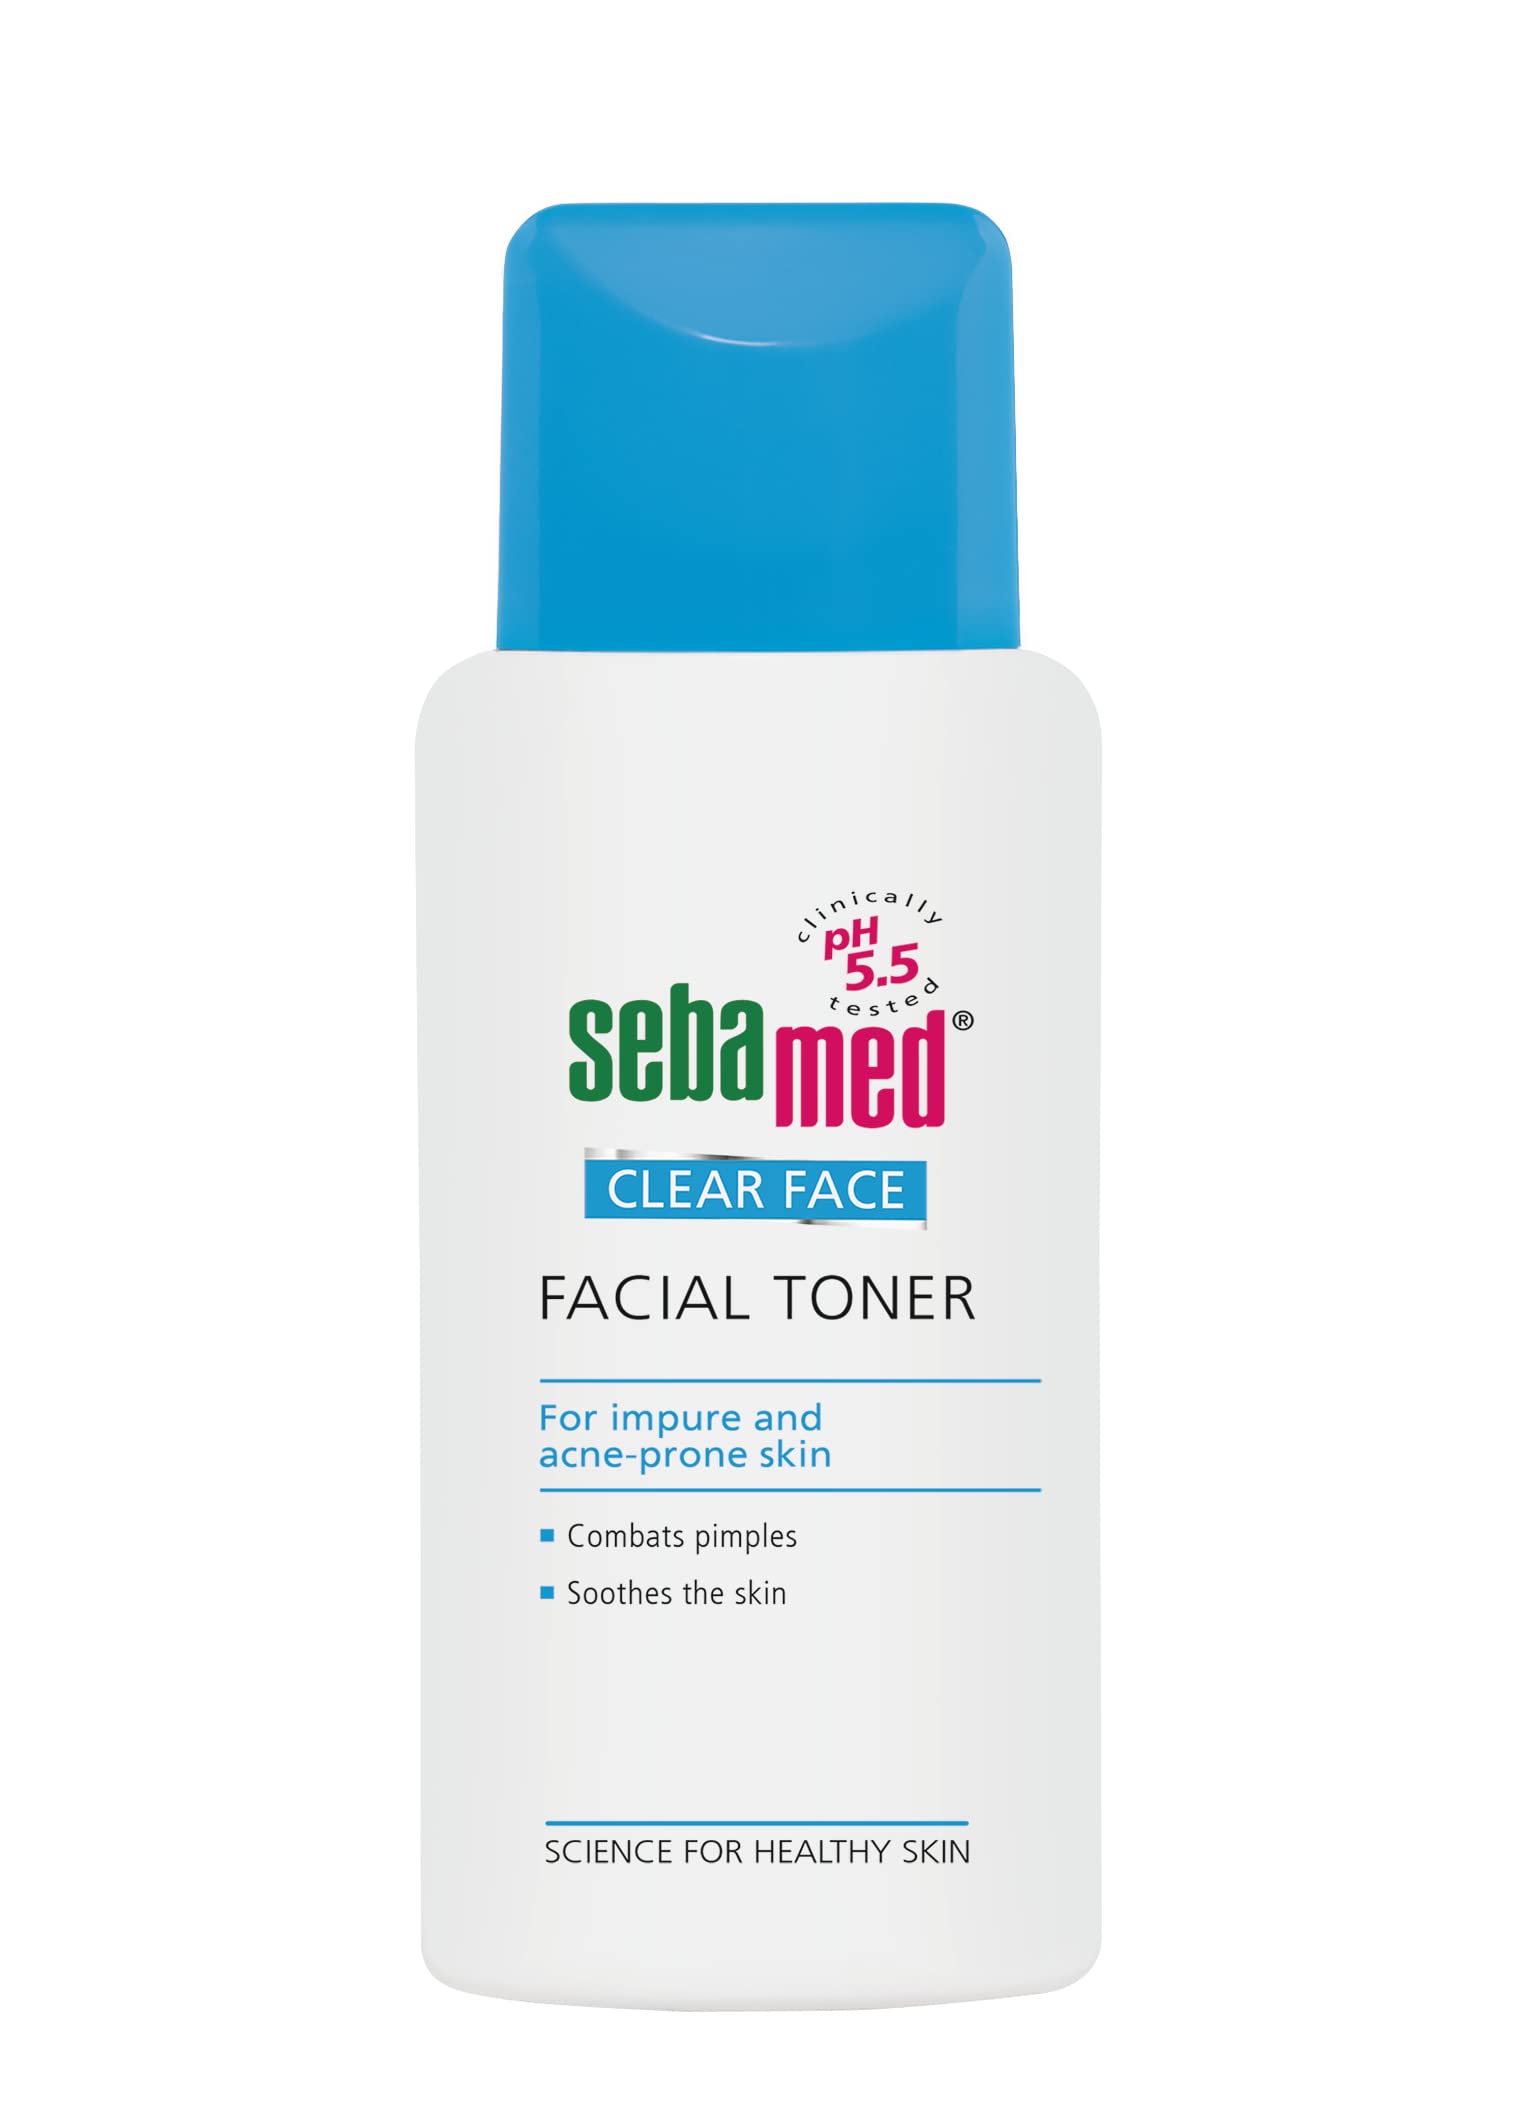 clinically
pH
5.5
tested
sebamed®
CLEAR FACE
FACIAL TONER
For impure and
acne-prone skin
▪ Combats pimples
▪ Soothes the skin
SCIENCE FOR HEALTHY SKIN